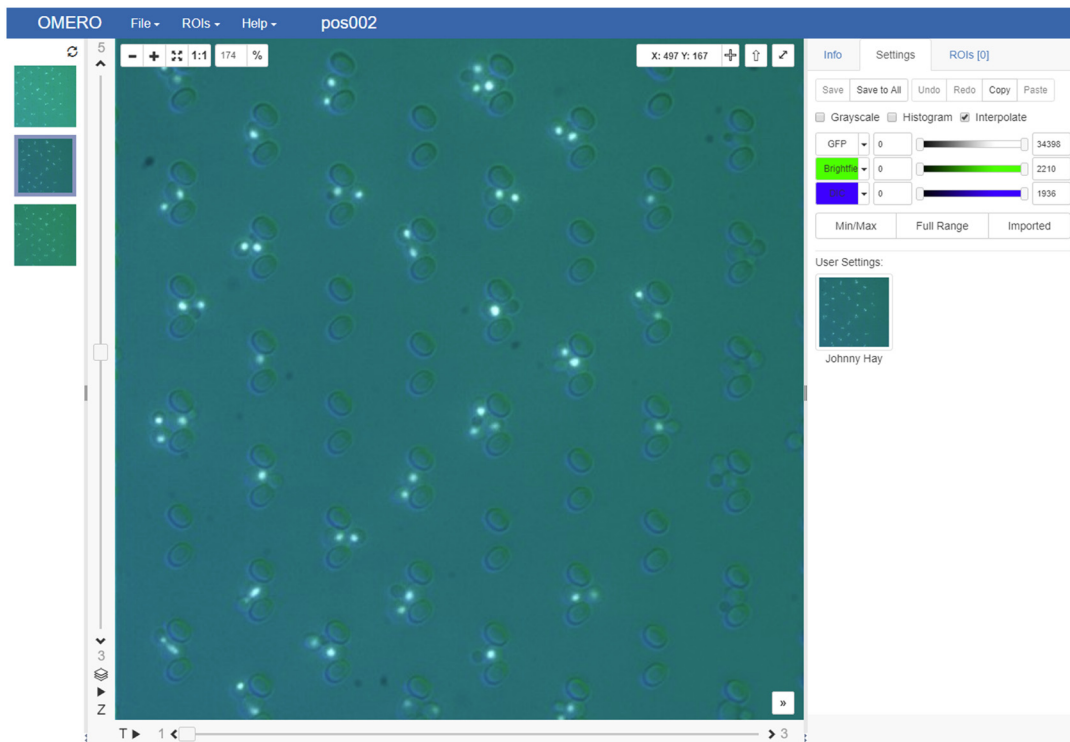 OMERO File ROIs Help pos002
5
1:1 174 % X: 497 Y: 167
Info Settings ROIs [0]
Save Save to All Undo Redo Copy Paste
Grayscale Histogram Interpolate
GFP 0 34398
Brightfie 0 2210
0 1936
Min/Max Full Range Imported
User Settings:
Johnny Hay
3
Z
»
T 1 3